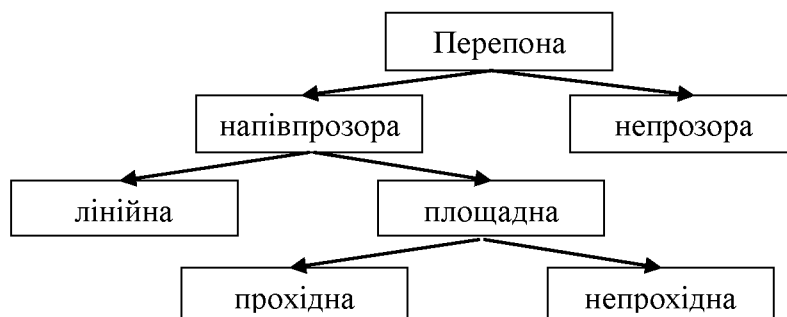 Перепона
напівпрозора
непрозора
лінійна
площадна
прохідна
непрохідна